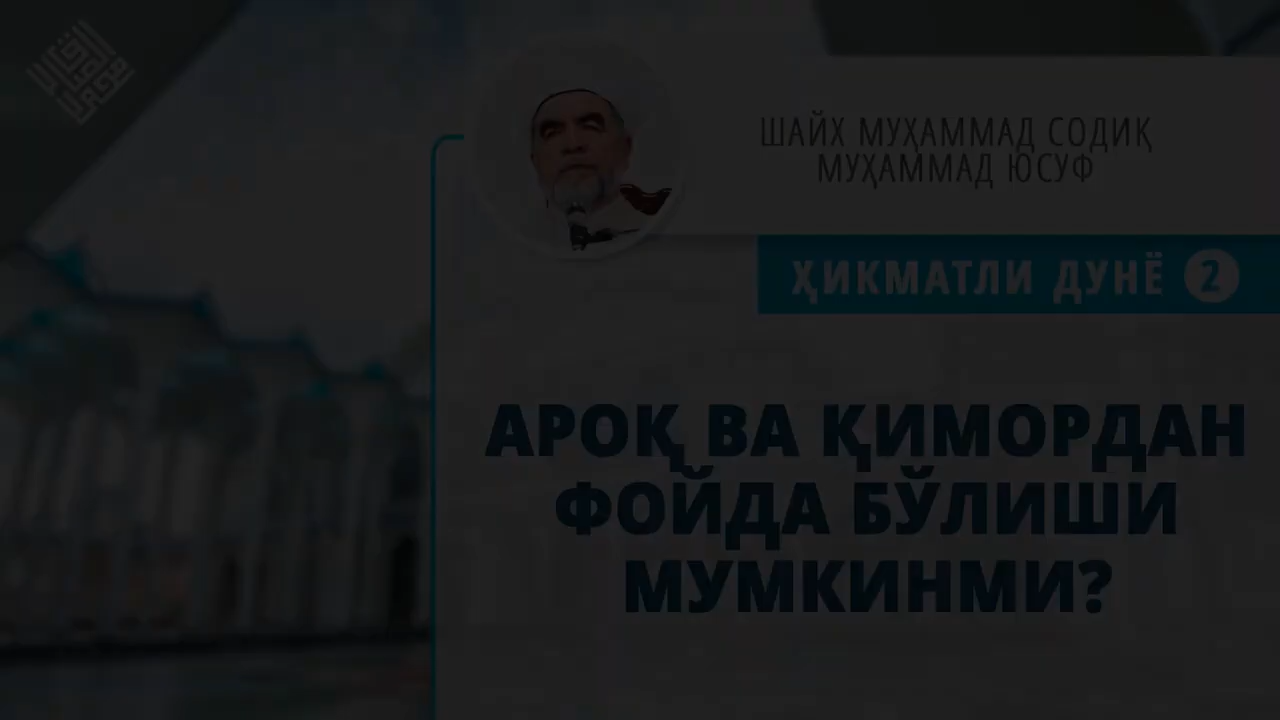 ШАЙХ МУҲАММАД СОДИҚ
МУҲАММАД ЮСУФ
ҲИКМАТЛИ ДУНЁ 2
АРОҚ ВА ҚИМОРДАН
ФОЙДА БЎЛИШИ
МУМКИНМИ?